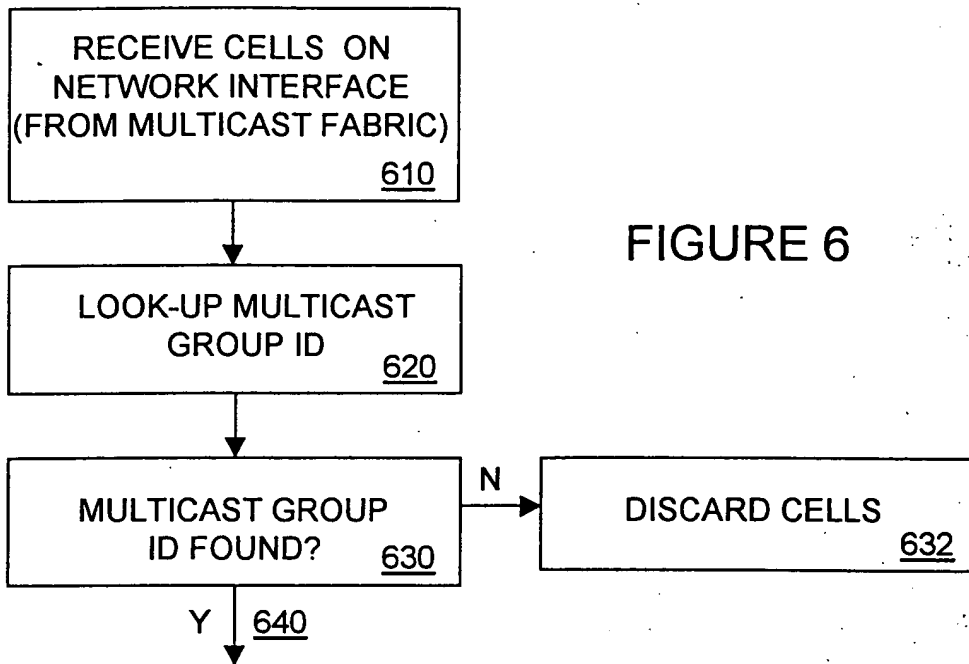 RECEIVE CELLS ON
NETWORK INTERFACE
(FROM MULTICAST FABRIC)
610
FIGURE 6
LOOK-UP MULTICAST
GROUP ID
620
MULTICAST GROUP
ID FOUND?
630
N
DISCARD CELLS
632
Y
640